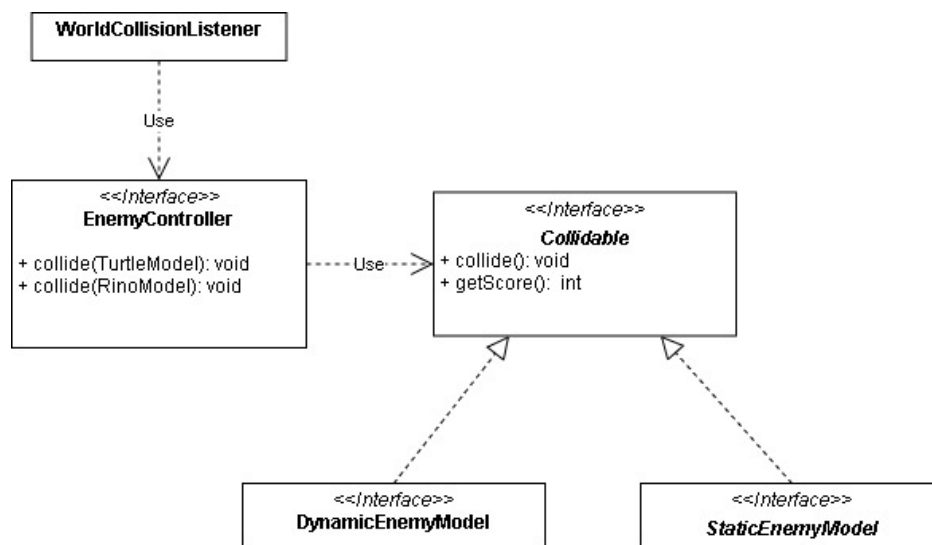 WorldCollisionListener
Use
<<Interface>>
EnemyController
+ collide(TurtleModel): void
+ collide(RinoModel): void
Use
<<Interface>>
Collidable
+ collide(): void
+ getScore(): int
<<Interface>>
DynamicEnemyModel
<<Interface>>
StaticEnemyModel